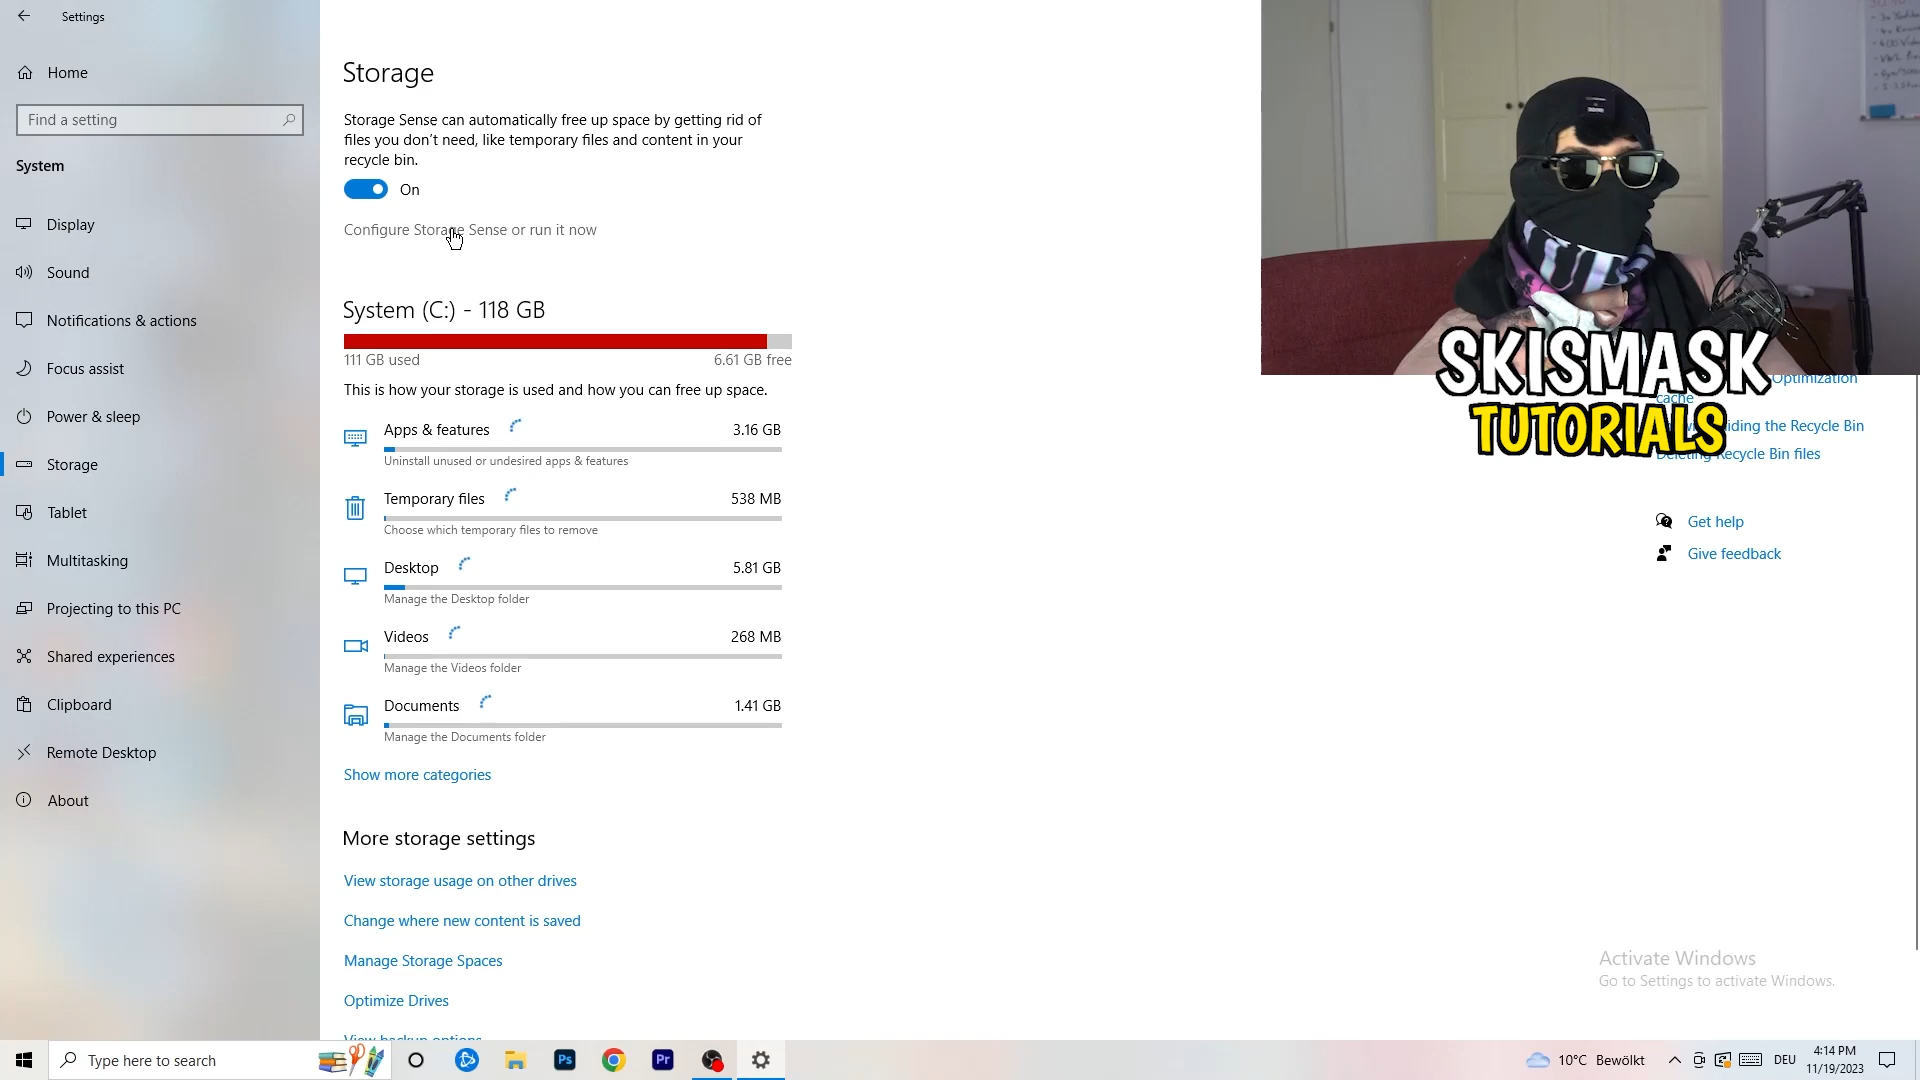 Settings
Home
Find a setting
System
Display
Sound
Notifications & actions
Focus assist
Power & sleep
Storage
Tablet
Multitasking
Projecting to this PC
Shared experiences
Clipboard
Remote Desktop
About
Storage
Storage Sense can automatically free up space by getting rid of
files you don't need, like temporary files and content in your
recycle bin.
On
Configure Storage Sense or run it now
System (C:) - 118 GB
111 GB used
6.61 GB free
This is how your storage is used and how you can free up space.
Apps & features
3.16 GB
Uninstall unused or undesired apps & features
Temporary files
538 MB
Choose which temporary files to remove
Desktop
5.81 GB
Manage the Desktop folder
Videos
268 MB
Manage the Videos folder
Documents
1.41 GB
Manage the Documents folder
Show more categories
More storage settings
View storage usage on other drives
Change where new content is saved
Manage Storage Spaces
Optimize Drives
View backup options
SKISMASK
TUTORIALS
Optimization
cache
the Recycle Bin
Recycle Bin files
Get help
Give feedback
Activate Windows
Go to Settings to activate Windows.
Type here to search
Ps
Pr
10°C Bewölkt
DEU
4:14 PM
11/19/2023